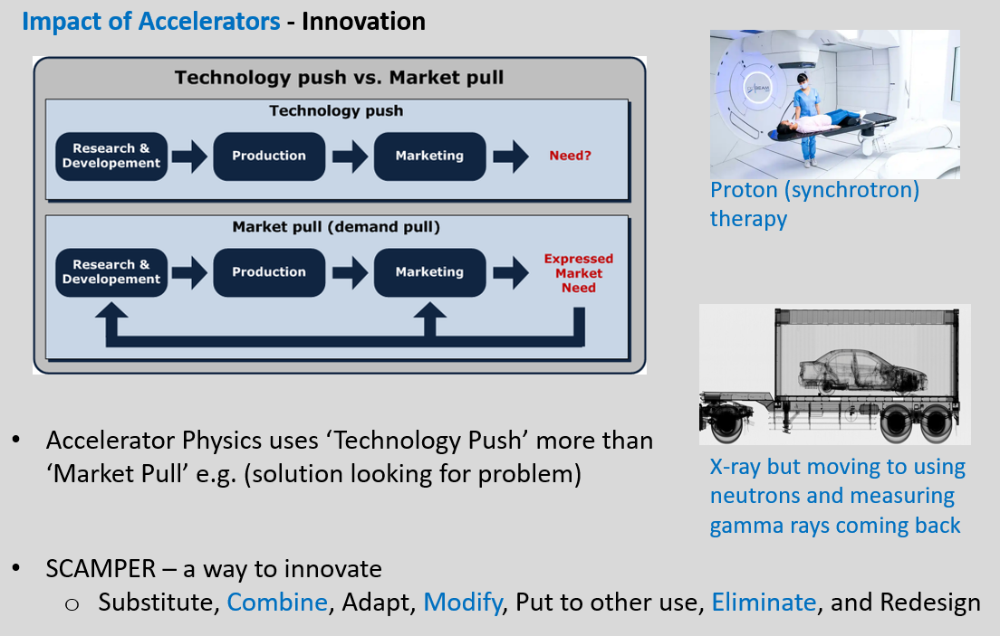 Impact of Accelerators - Innovation
Technology push vs. Market pull
Technology push
Research &
Developement
Production
Marketing
Need?
Market pull (demand pull)
Research &
Developement
Production
Marketing
Expressed
Market
Need
Proton (synchrotron)
therapy
X-ray but moving to using
neutrons and measuring
gamma rays coming back
• Accelerator Physics uses ‘Technology Push’ more than
‘Market Pull’ e.g. (solution looking for problem)
• SCAMPER – a way to innovate
o Substitute, Combine, Adapt, Modify, Put to other use, Eliminate, and Redesign